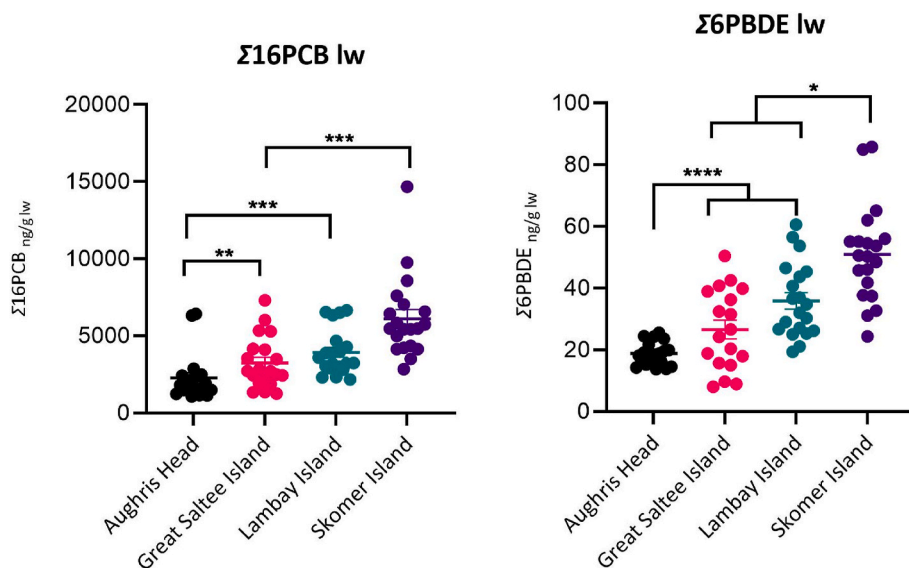 Σ16PCB lw
Σ16PCB ng/g lw
20000
15000
10000
5000
0
***
***
**
Aughris Head
Great Saltee Island
Lambay Island
Skomer Island
Σ6PBDE lw
Σ6PBDE ng/g lw
100
80
60
40
20
0
*
****
Aughris Head
Great Saltee Island
Lambay Island
Skomer Island